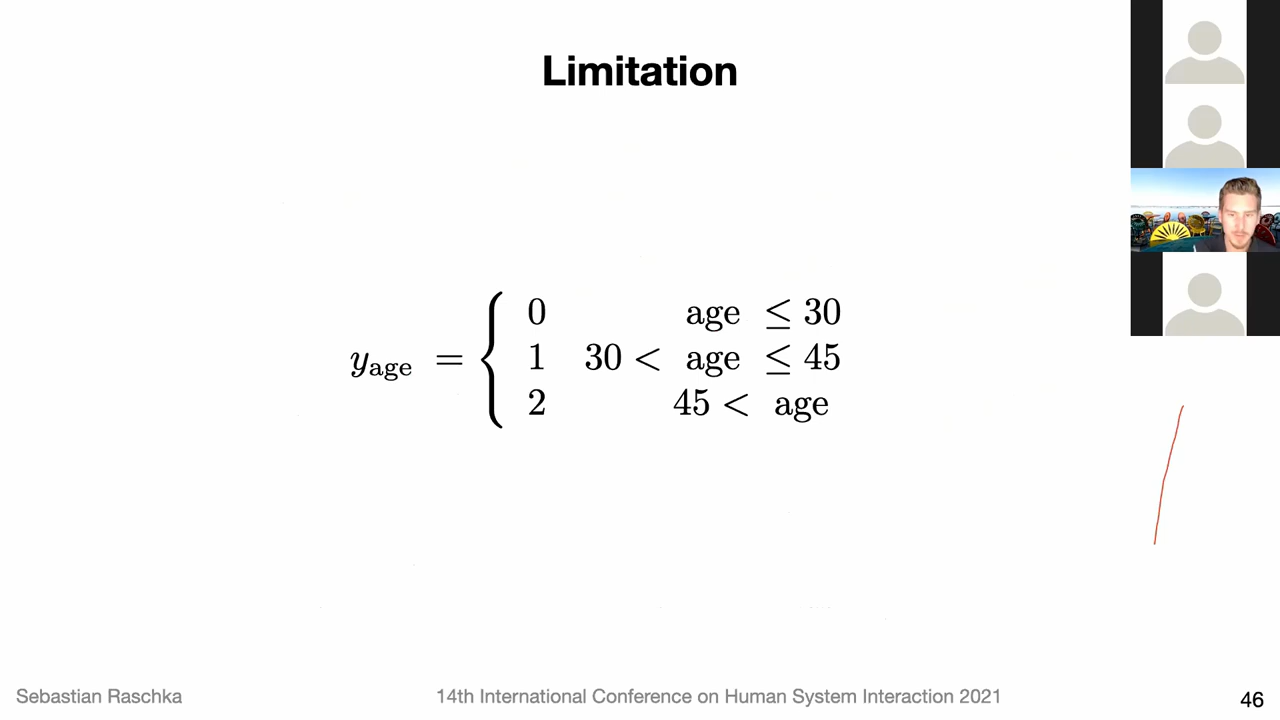 Limitation
y_age = { 0 age ≤ 30
1 30 < age ≤ 45
2 45 < age
Sebastian Raschka 14th International Conference on Human System Interaction 2021 46